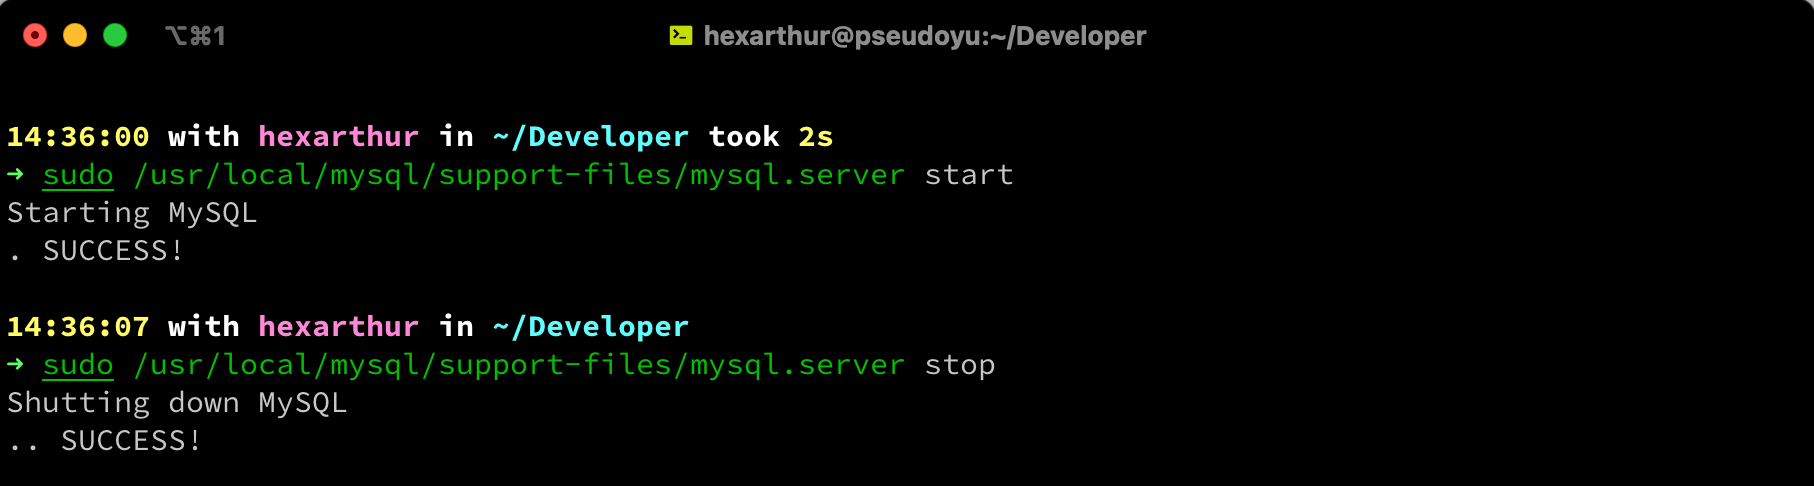 ⌥⌘1
hexarthur@pseudoyu:~/Developer
14:36:00 with hexarthur in ~/Developer took 2s
➜ sudo /usr/local/mysql/support-files/mysql.server start
Starting MySQL
. SUCCESS!
14:36:07 with hexarthur in ~/Developer
➜ sudo /usr/local/mysql/support-files/mysql.server stop
Shutting down MySQL
.. SUCCESS!